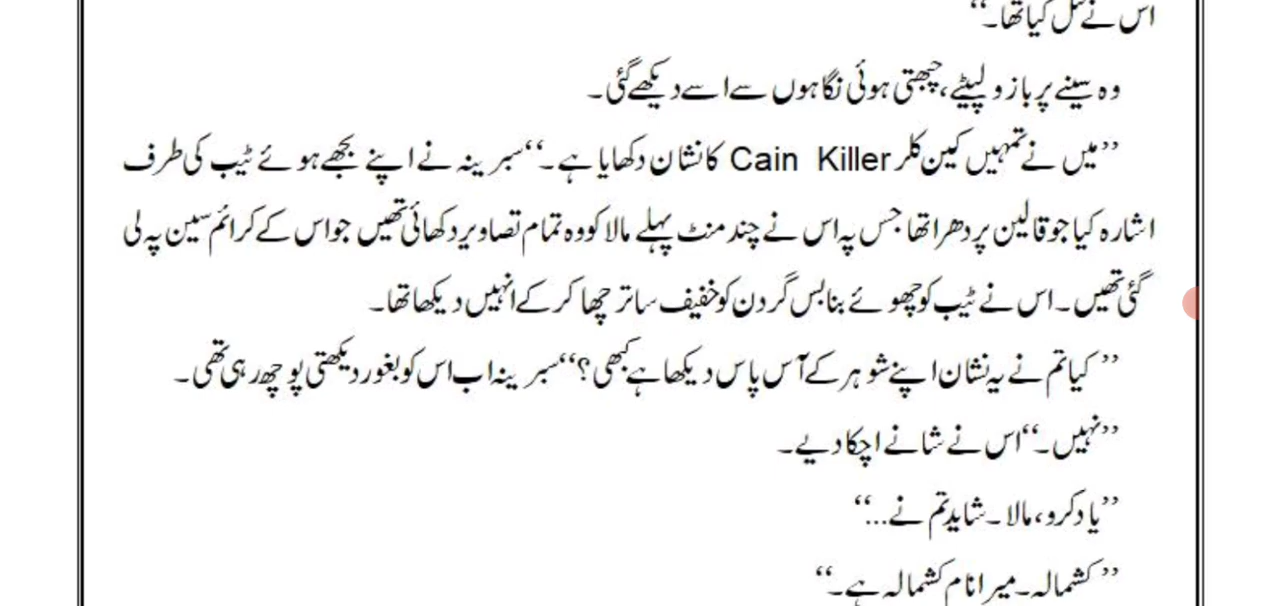 اس نے قتل کیا تھا۔‘‘
وہ سینے پر بازو لپیٹے، چبھتی ہوئی نگاہوں سے اسے دیکھے گئی۔
’’میں نے تمہیں کین کلر Cain Killer کا نشان دکھایا ہے۔‘‘ سبرینہ نے اپنے بجھے ہوئے ٹیب کی طرف
اشارہ کیا جو قالین پر دھرا تھا جس پہ اس نے چند منٹ پہلے مالا کو وہ تمام تصاویر دکھائی تھیں جو اس کے کرائم سین پہ لی
گئی تھیں۔ اس نے ٹیب کو چھوئے بنا بس گردن کو خفیف سا ترچھا کر کے انہیں دیکھا تھا۔
’’کیا تم نے یہ نشان اپنے شوہر کے آس پاس دیکھا ہے کبھی؟‘‘ سبرینہ اب اس کو بغور دیکھتی پوچھ رہی تھی۔
’’نہیں۔‘‘ اس نے شانے اچکا دیے۔
’’یاد کرو، مالا۔ شاید تم نے...‘‘
’’کشمالہ۔ میرا نام کشمالہ ہے۔‘‘